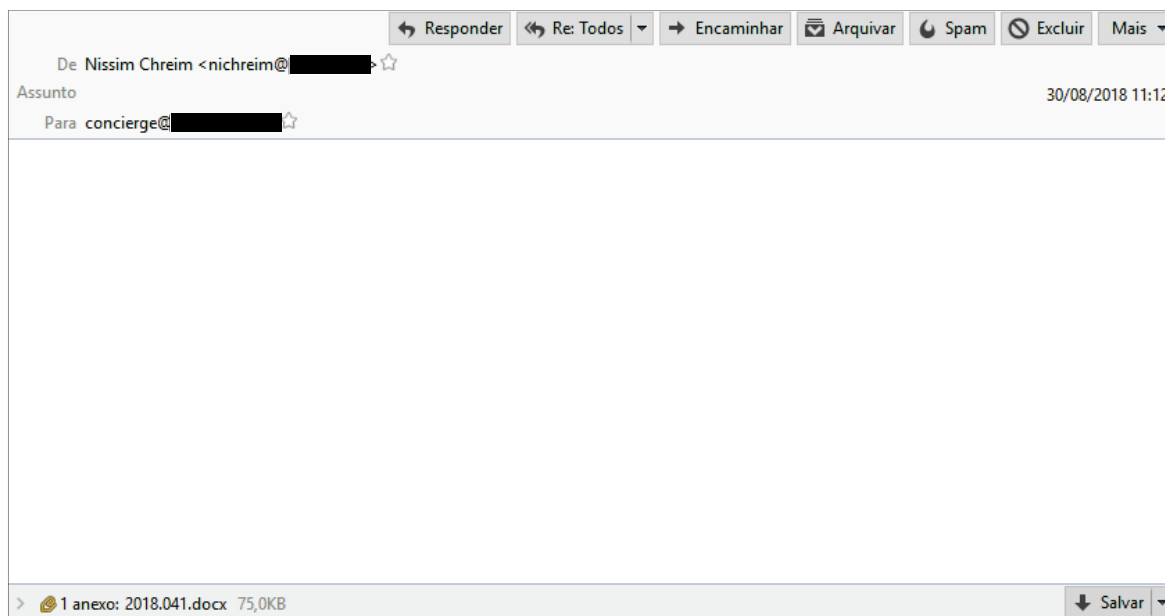 Responder Re: Todos Encaminhar Arquivar Spam Excluir Mais
De Nissim Chreim <nichreim@ >
Assunto
30/08/2018 11:12
Para concierge@
1 anexo: 2018.041.docx 75,0KB Salvar